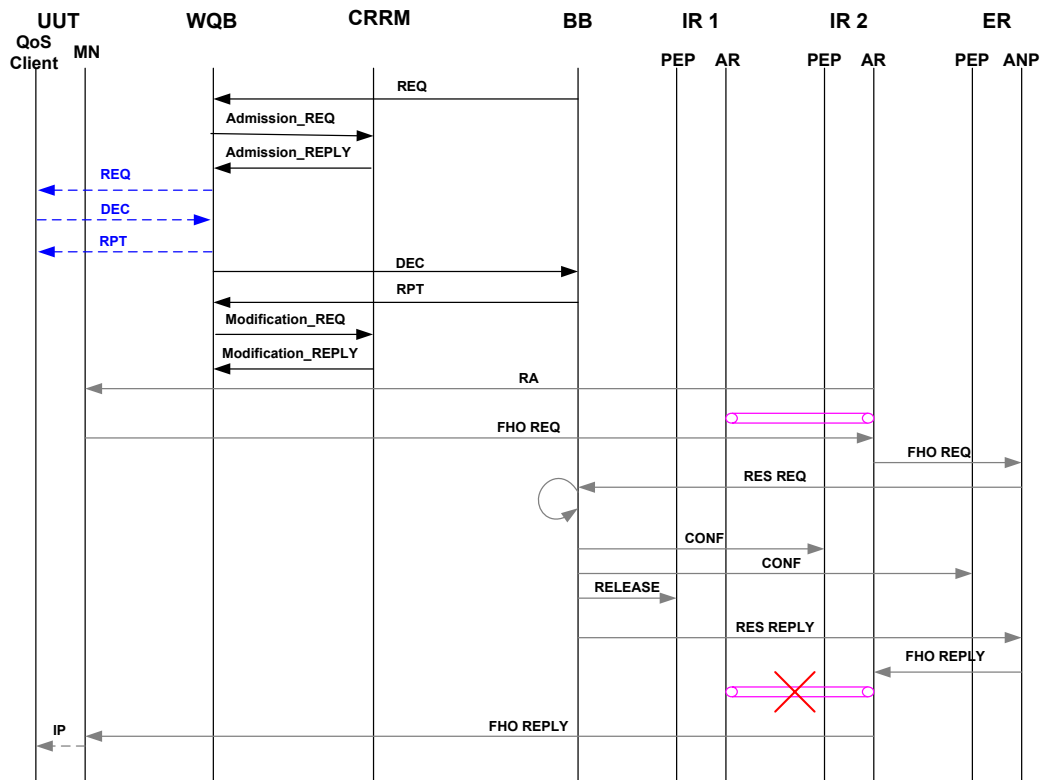 UUT WQB CRRM BB IR 1 IR 2 ER
QoS
Client MN PEP AR PEP AR PEP ANP
REQ
Admission_REQ
Admission_REPLY
REQ
DEC
RPT
DEC
RPT
Modification_REQ
Modification_REPLY
RA
FHO REQ
FHO REQ
RES REQ
CONF
CONF
RELEASE
RES REPLY
FHO REPLY
FHO REPLY
IP